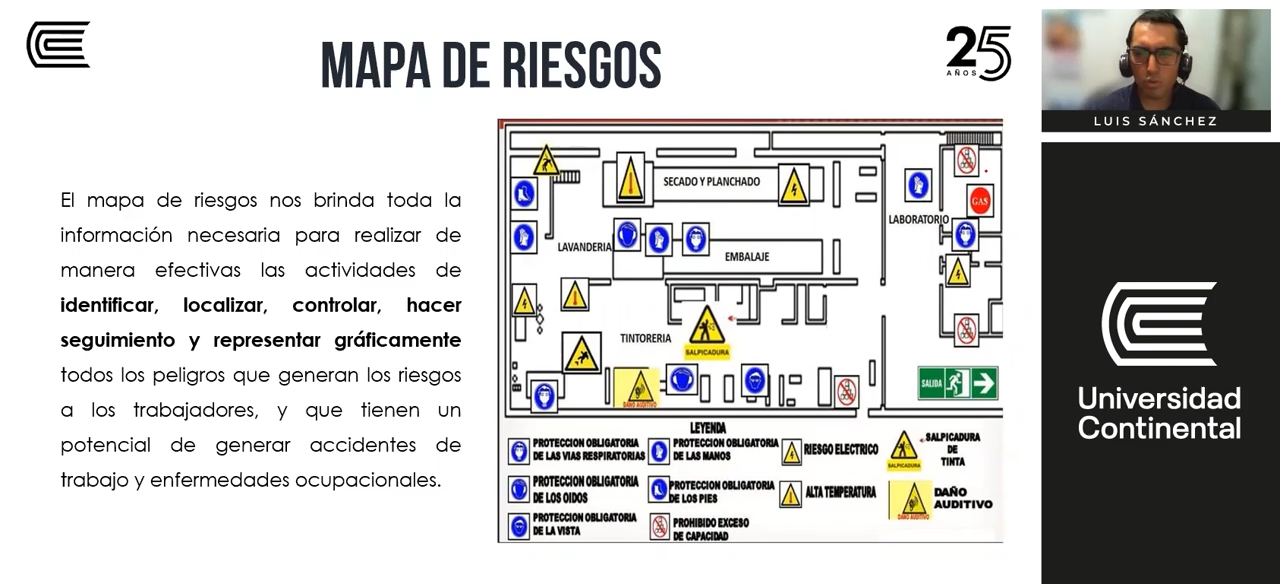 MAPA DE RIESGOS
25
AÑOS
LUIS SÁNCHEZ
El mapa de riesgos nos brinda toda la
información necesaria para realizar de
manera efectivas las actividades de
identificar, localizar, controlar, hacer
seguimiento y representar gráficamente
todos los peligros que generan los riesgos
a los trabajadores, y que tienen un
potencial de generar accidentes de
trabajo y enfermedades ocupacionales.
SECADO Y PLANCHADO
LABORATORIO
GAS
LAVANDERIA
EMBALAJE
TINTORERIA
SALPICADURA
DAÑO AUDITIVO
SALIDA
LEYENDA
PROTECCION OBLIGATORIA
DE LAS VIAS RESPIRATORIAS
PROTECCION OBLIGATORIA
DE LOS OIDOS
PROTECCION OBLIGATORIA
DE LA VISTA
PROTECCION OBLIGATORIA
DE LAS MANOS
PROTECCION OBLIGATORIA
DE LOS PIES
PROHIBIDO EXCESO
DE CAPACIDAD
RIESGO ELECTRICO
ALTA TEMPERATURA
SALPICADURA
SALPICADURA
DE
TINTA
DAÑO AUDITIVO
DAÑO
AUDITIVO
Universidad
Continental